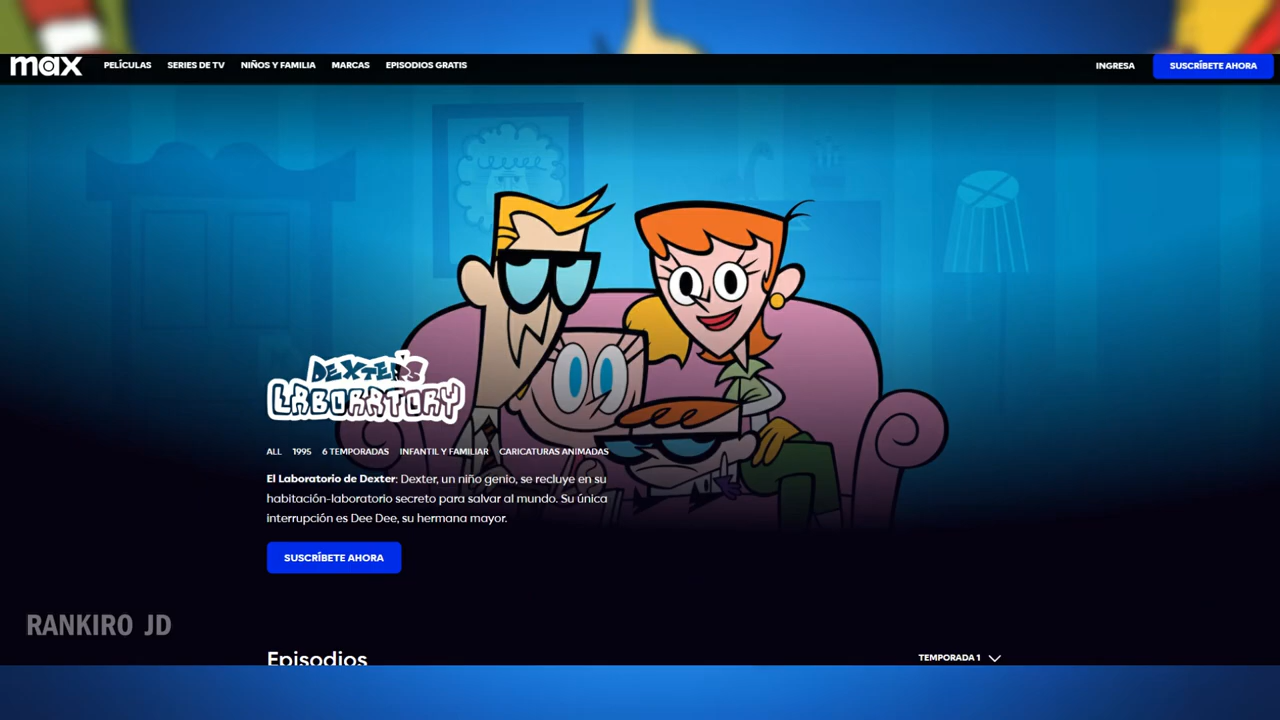 max
PELÍCULAS SERIES DE TV NIÑOS Y FAMILIA MARCAS EPISODIOS GRATIS INGRESA SUSCRÍBETE AHORA
DEXTER'S
LABORATORY
ALL 1995 6 TEMPORADAS INFANTIL Y FAMILIAR CARICATURAS ANIMADAS
El Laboratorio de Dexter: Dexter, un niño genio, se recluye en su
habitación-laboratorio secreto para salvar al mundo. Su única
interrupción es Dee Dee, su hermana mayor.
SUSCRÍBETE AHORA
RANKIRO JD
Episodios TEMPORADA 1